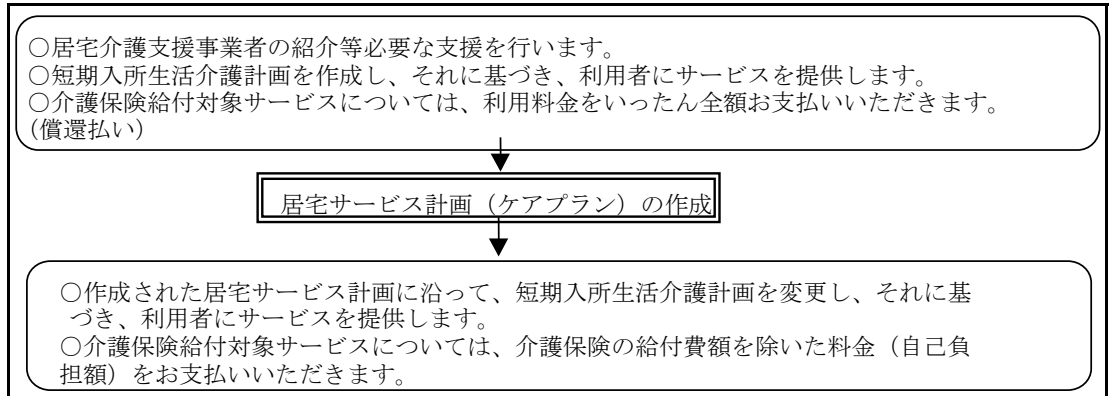 ○居宅介護支援事業者の紹介等必要な支援を行います。
○短期入所生活介護計画を作成し、それに基づき、利用者にサービスを提供します。
○介護保険給付対象サービスについては、利用料金をいったん全額お支払いいただきます。
(償還払い)
居宅サービス計画（ケアプラン）の作成
○作成された居宅サービス計画に沿って、短期入所生活介護計画を変更し、それに基
づき、利用者にサービスを提供します。
○介護保険給付対象サービスについては、介護保険の給付費額を除いた料金（自己負
担額）をお支払いいただきます。